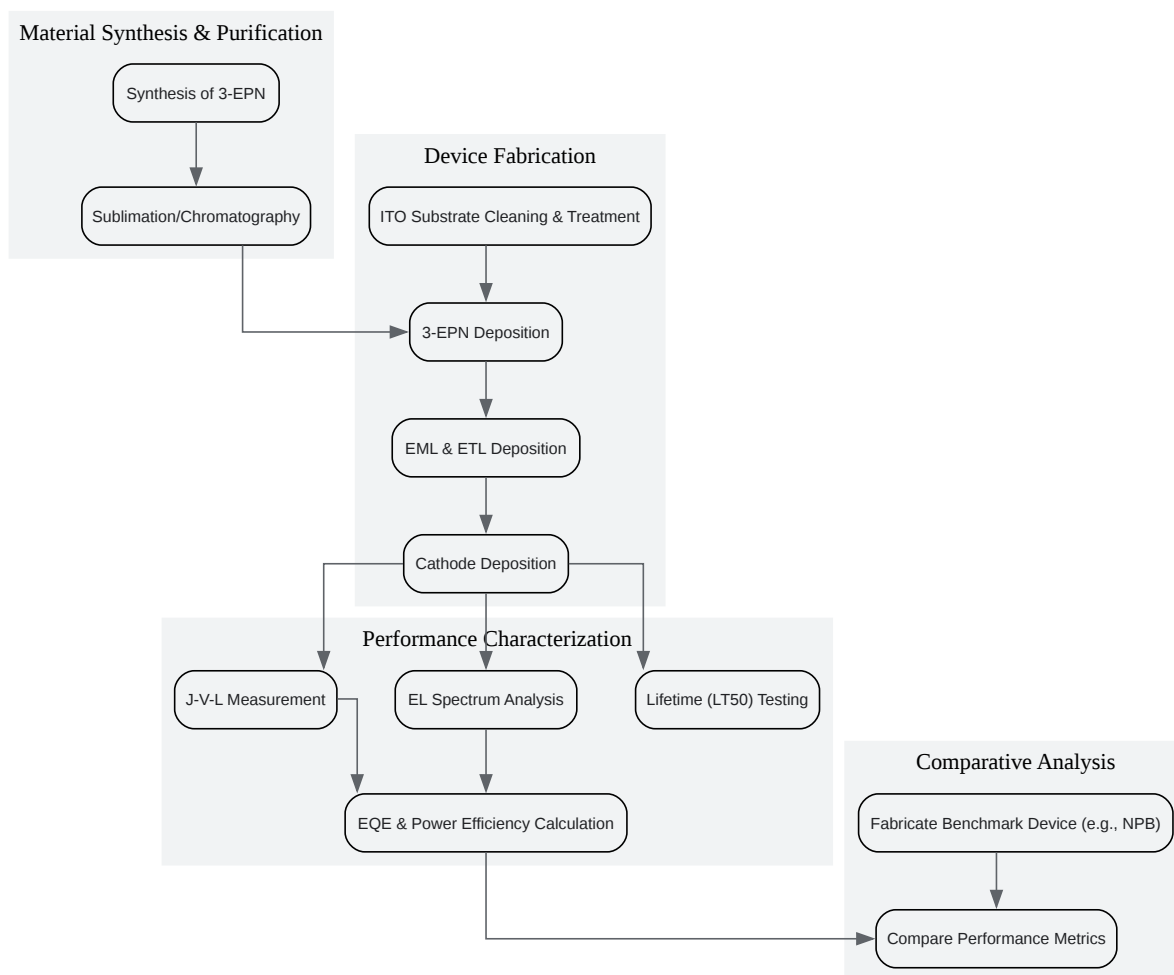 Material Synthesis & Purification
Synthesis of 3-EPN
Sublimation/Chromatography
Device Fabrication
ITO Substrate Cleaning & Treatment
3-EPN Deposition
EML & ETL Deposition
Cathode Deposition
Performance Characterization
J-V-L Measurement
EL Spectrum Analysis
Lifetime (LT50) Testing
EQE & Power Efficiency Calculation
Comparative Analysis
Fabricate Benchmark Device (e.g., NPB)
Compare Performance Metrics